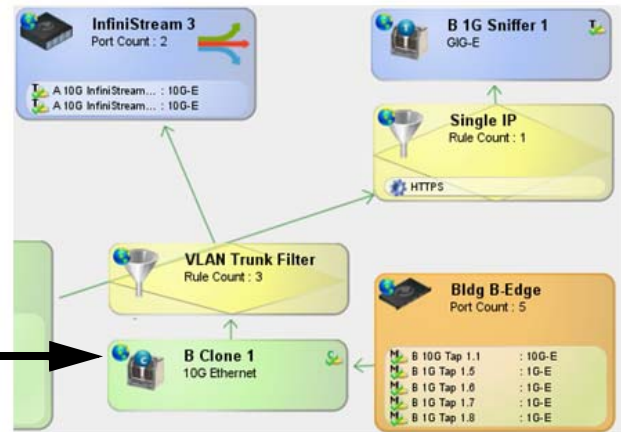 InfiniStream 3
Port Count : 2
T A 10G InfiniStream... : 10G-E
T A 10G InfiniStream... : 10G-E
B 1G Sniffer 1
GIG-E
T
T
Single IP
Rule Count : 1
HTTPS
VLAN Trunk Filter
Rule Count : 3
Bldg B-Edge
Port Count : 5
M B 10G Tap 1.1 : 10G-E
M B 1G Tap 1.5 : 1G-E
M B 1G Tap 1.6 : 1G-E
M B 1G Tap 1.7 : 1G-E
M B 1G Tap 1.8 : 1G-E
B Clone 1
10G Ethernet
C
S